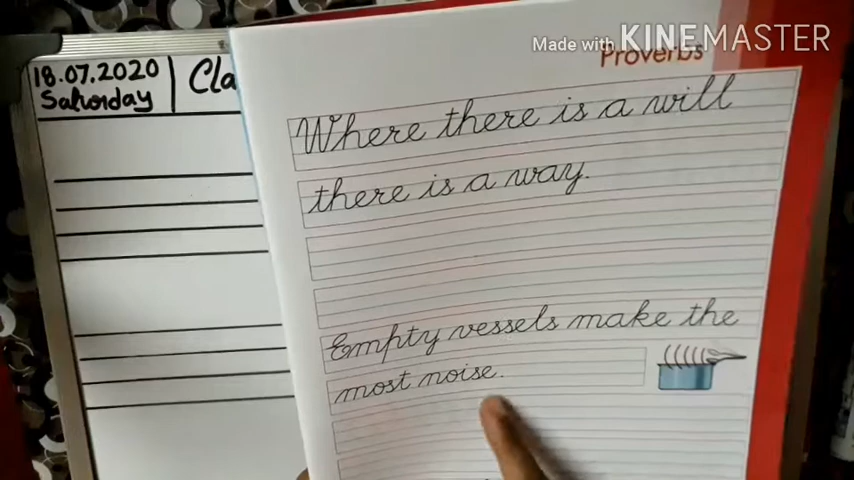 Made with KINEMASTER
Proverbs
18.07.2020
Saturday
Cla
Where there is a will
there is a way.
Empty vessels make the
most noise.